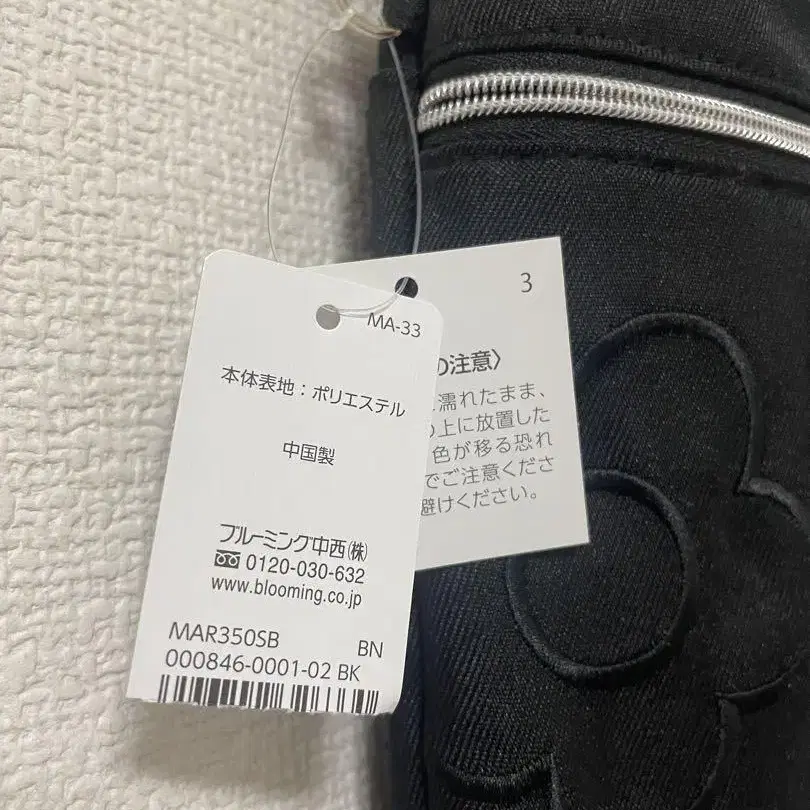 MA-33
本体表地：ポリエステル
中国製
ブルーミング中西(株)
0120-030-632
www.blooming.co.jp
MAR350SB BN
000846-0001-02 BK
3
の注意〉
濡れたまま、
の上に放置した
色が移る恐れ
でご注意くださ
避けください。